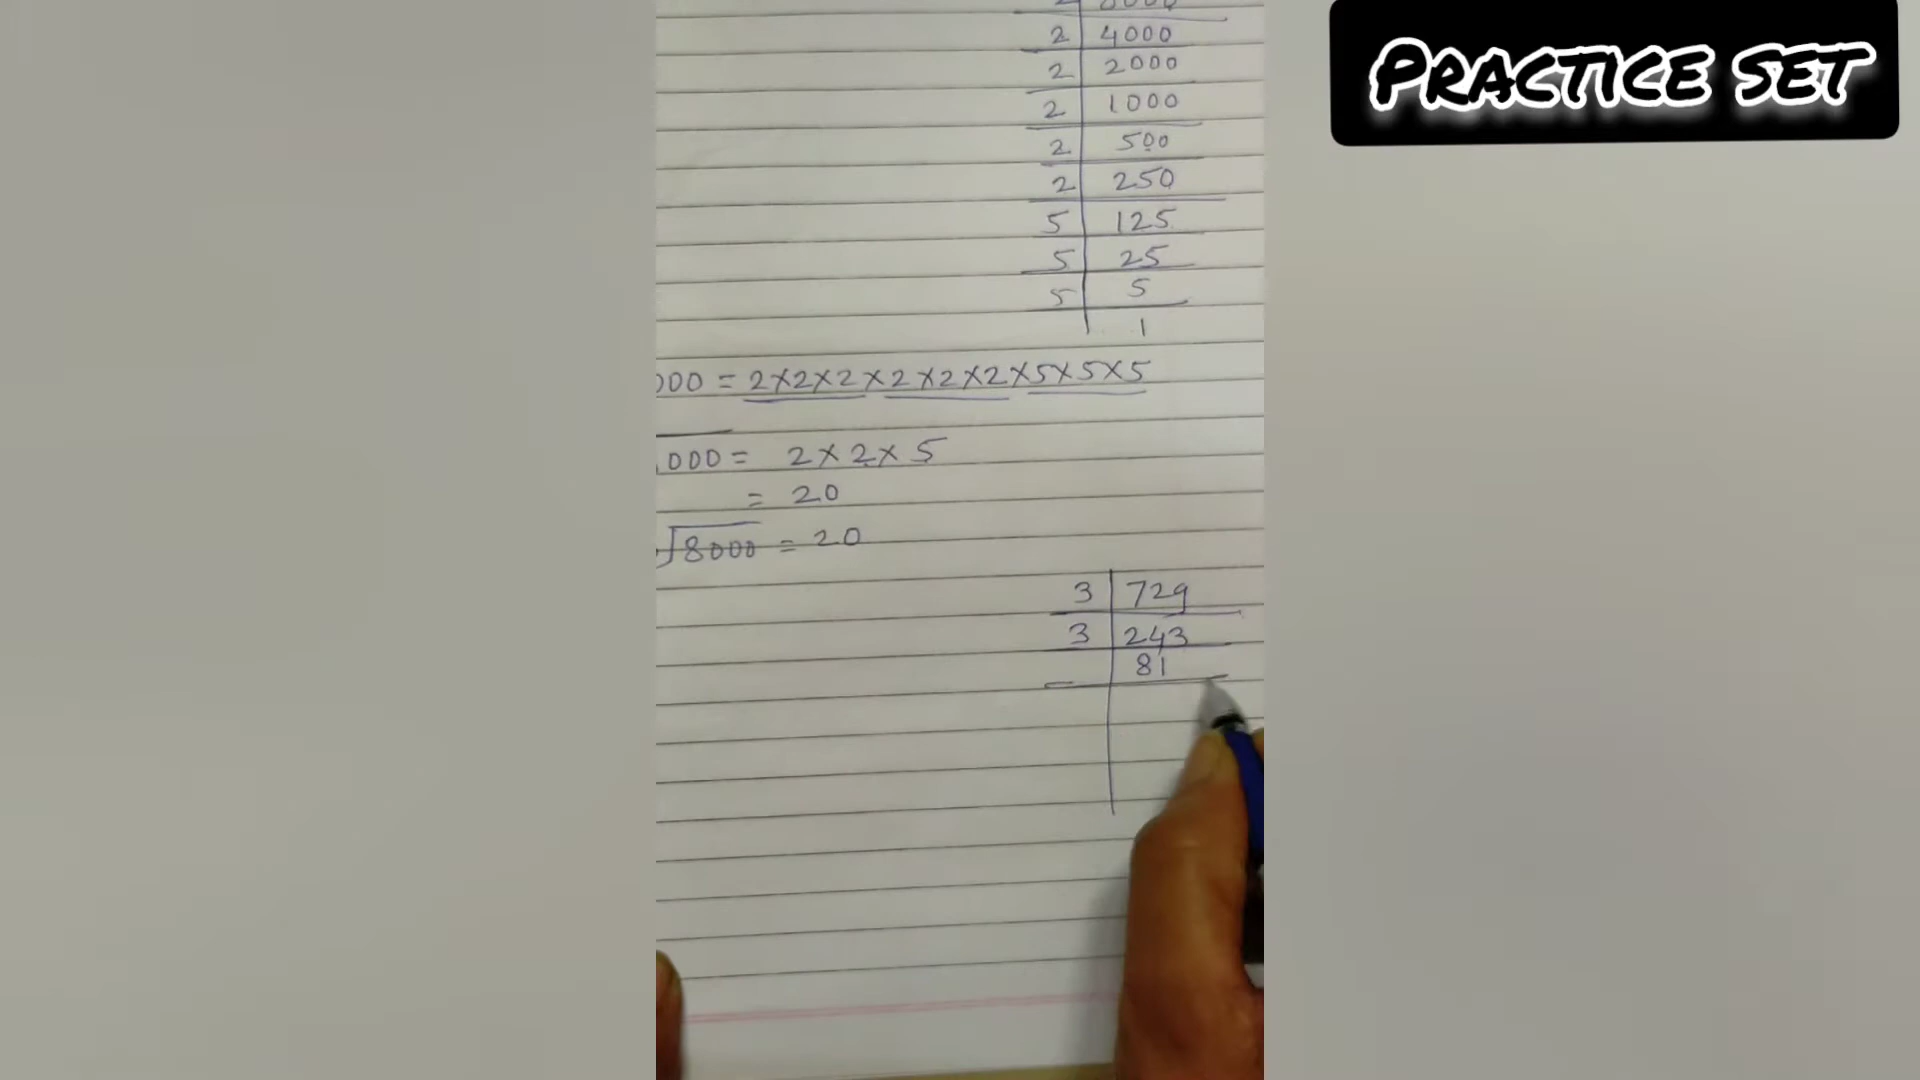 PRACTICE SET
2 | 4000
2 | 2000
2 | 1000
2 | 500
2 | 250
5 | 125
5 | 25
5 | 5
1
000 = 2×2×2×2×2×2×5×5×5
000 = 2×2×5
= 20
√8000 = 20
3 | 729
3 | 243
81